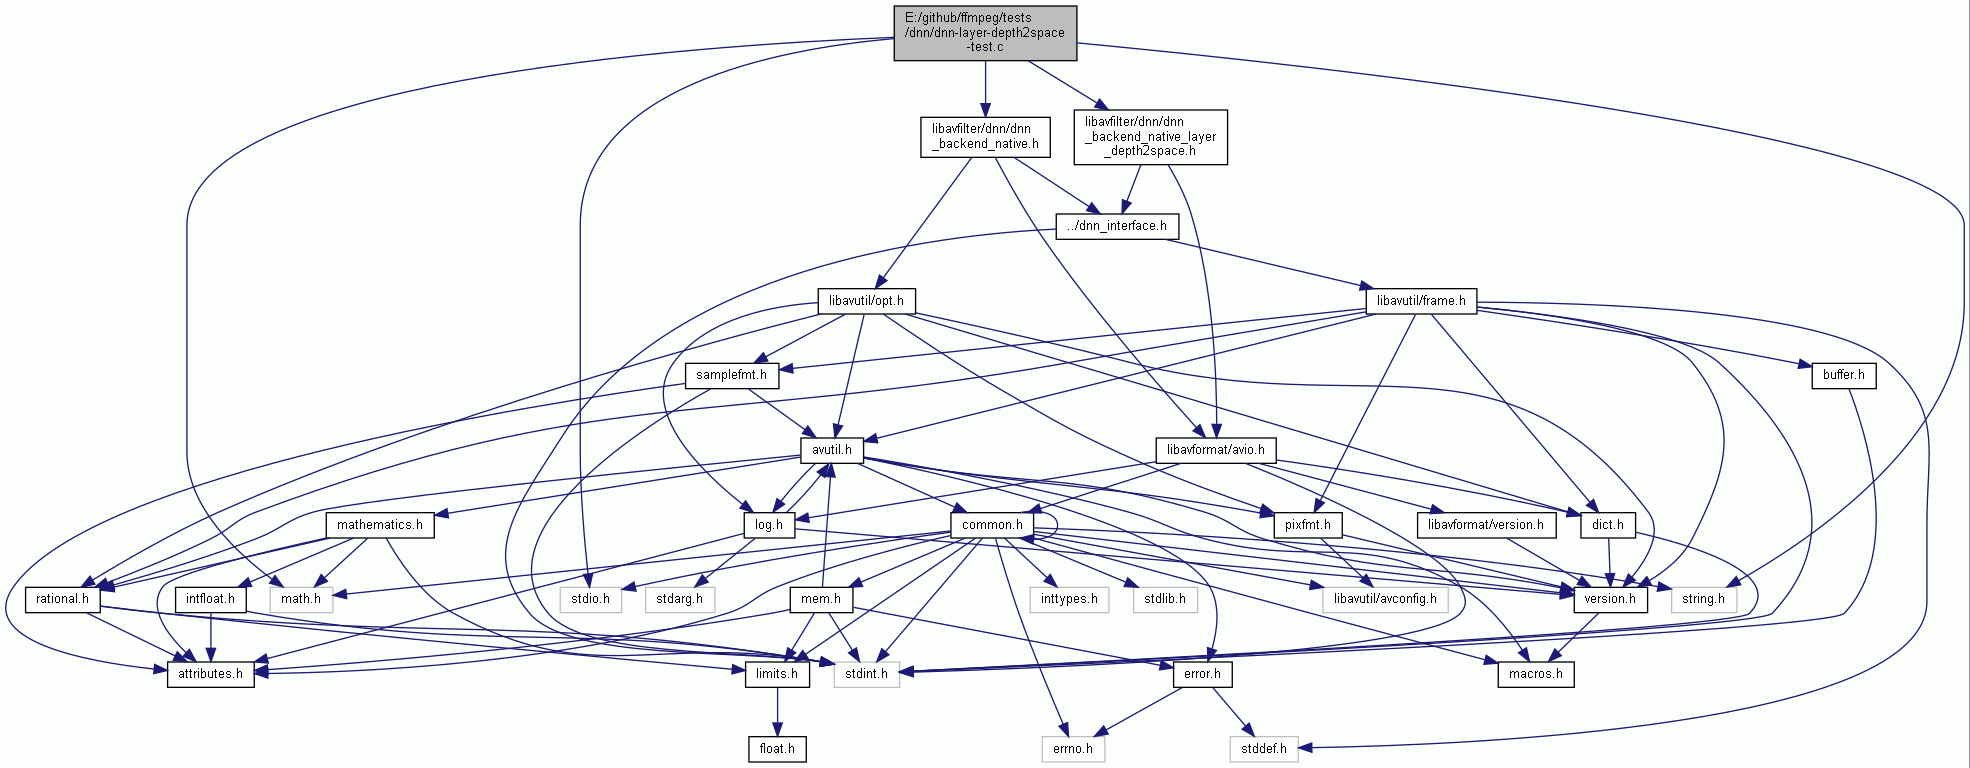 E:/github/ffmpeg/tests
/dnn/dnn-layer-depth2space
-test.c
libavfilter/dnn/dnn
_backend_native.h
libavfilter/dnn/dnn
_backend_native_layer
_depth2space.h
../dnn_interface.h
libavutil/opt.h
libavutil/frame.h
samplefmt.h
buffer.h
avutil.h
libavformat/avio.h
mathematics.h
log.h
common.h
pixfmt.h
libavformat/version.h
dict.h
rational.h
intfloat.h
math.h
stdio.h
stdarg.h
mem.h
inttypes.h
stdlib.h
libavutil/avconfig.h
version.h
string.h
attributes.h
limits.h
stdint.h
error.h
macros.h
float.h
errno.h
stddef.h